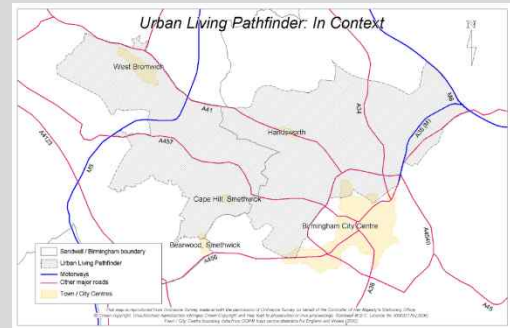 Urban Living Pathfinder: In Context
N
West Bromwich
M6
A41
A34
A38 (M)
Handsworth
A4123
M5
A457
Cape Hill, Smethwick
Birmingham City Centre
Bearwood, Smethwick
A4540
A456
A38
A45
Sandwell / Birmingham boundary
Urban Living Pathfinder
Motorways
Other major roads
Town / City Centres